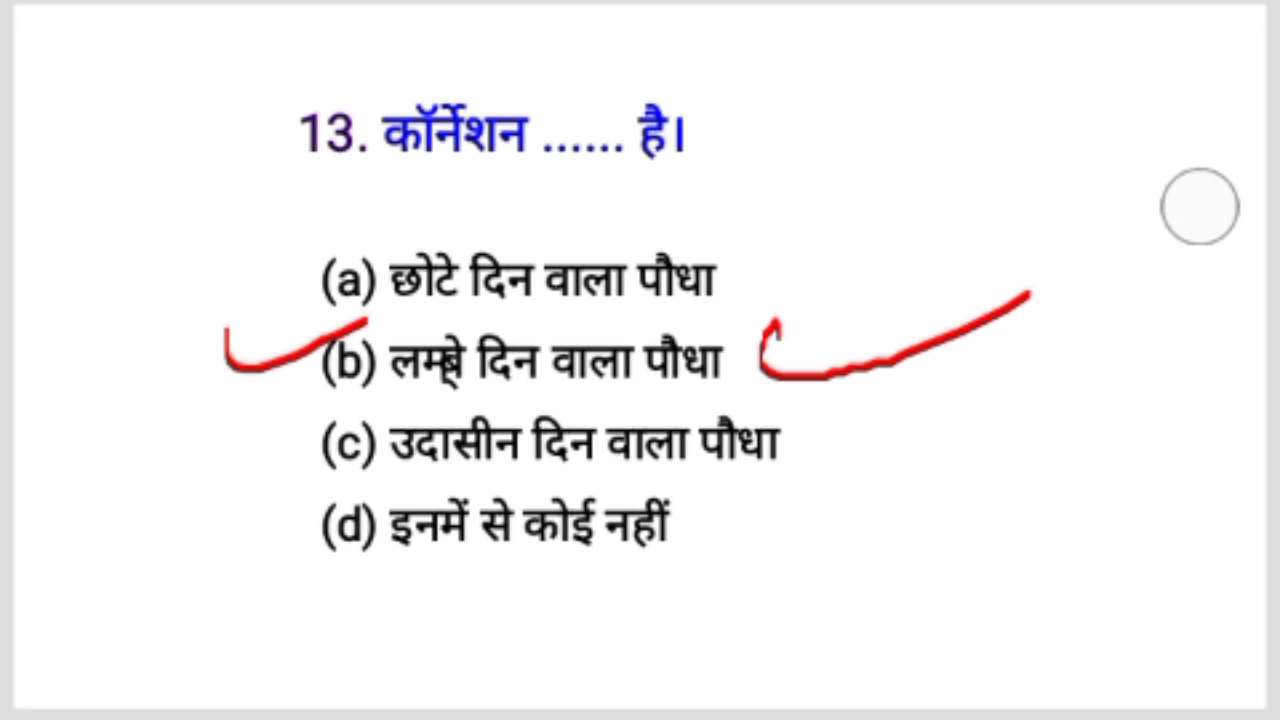 13. कॉर्नेशन ...... है।
(a) छोटे दिन वाला पौधा
(b) लम्बे दिन वाला पौधा
(c) उदासीन दिन वाला पौधा
(d) इनमें से कोई नहीं